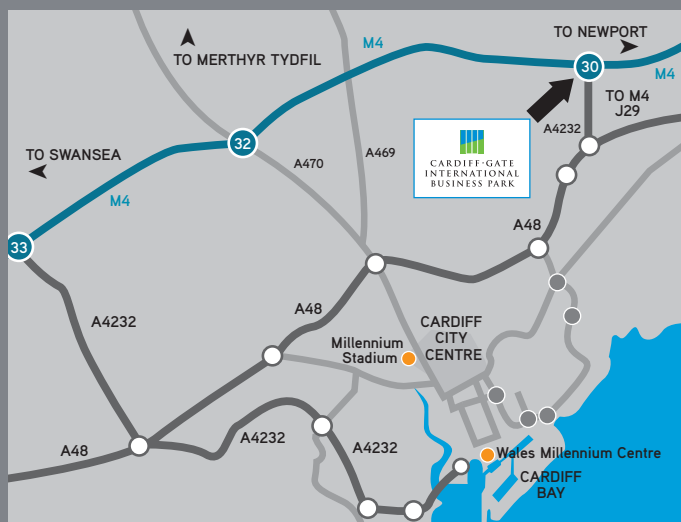 TO NEWPORT
M4
TO MERTHYR TYDFIL
30
M4
TO M4
J29
A4232
32
CARDIFF·GATE
INTERNATIONAL
BUSINESS PARK
TO SWANSEA
A470
A469
M4
A48
33
A4232
A48
CARDIFF
CITY
CENTRE
Millennium
Stadium
A48
A4232
A4232
Wales Millennium Centre
CARDIFF
BAY